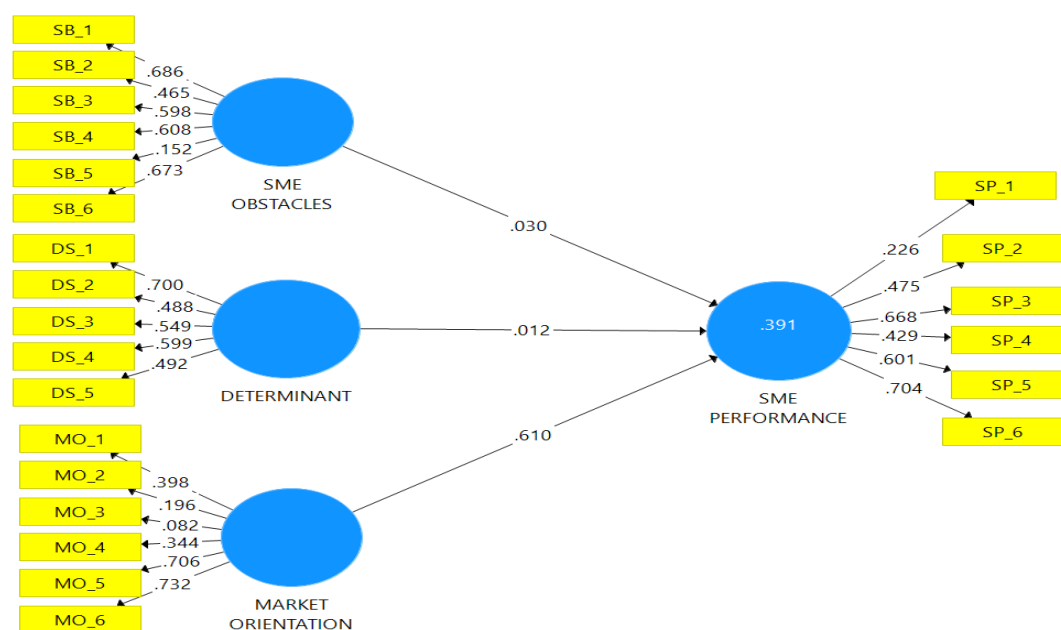 SB_1
SB_2
SB_3
SB_4
SB_5
SB_6
.686
.465
.598
.608
.152
.673
SME
OBSTACLES
DS_1
DS_2
DS_3
DS_4
DS_5
.700
.488
.549
.599
.492
DETERMINANT
MO_1
MO_2
MO_3
MO_4
MO_5
MO_6
.398
.196
.082
.344
.706
.732
MARKET
ORIENTATION
.030
.012
.610
.391
SME
PERFORMANCE
.226
.475
.668
.429
.601
.704
SP_1
SP_2
SP_3
SP_4
SP_5
SP_6